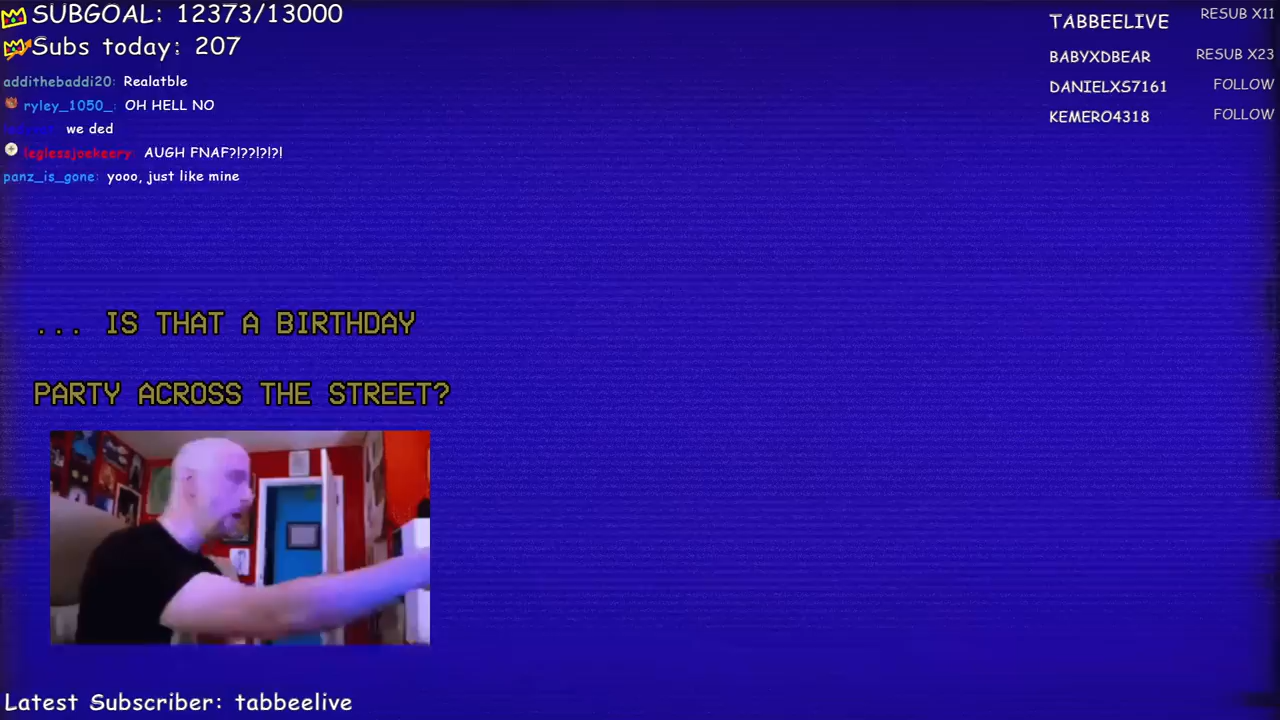 SUBGOAL: 12373/13000
Subs today: 207
addithebaddi20: Realatble
ryley_1050_: OH HELL NO
we ded
leglessjoekeery AUGH FNAF?!??!?!?!
panz_is_gone: yooo, just like mine
TABBEELIVE RESUB X11
BABYXDBEAR RESUB X23
DANIELXS7161 FOLLOW
KEMERO4318 FOLLOW
... IS THAT A BIRTHDAY
PARTY ACROSS THE STREET?
Latest Subscriber: tabbeelive